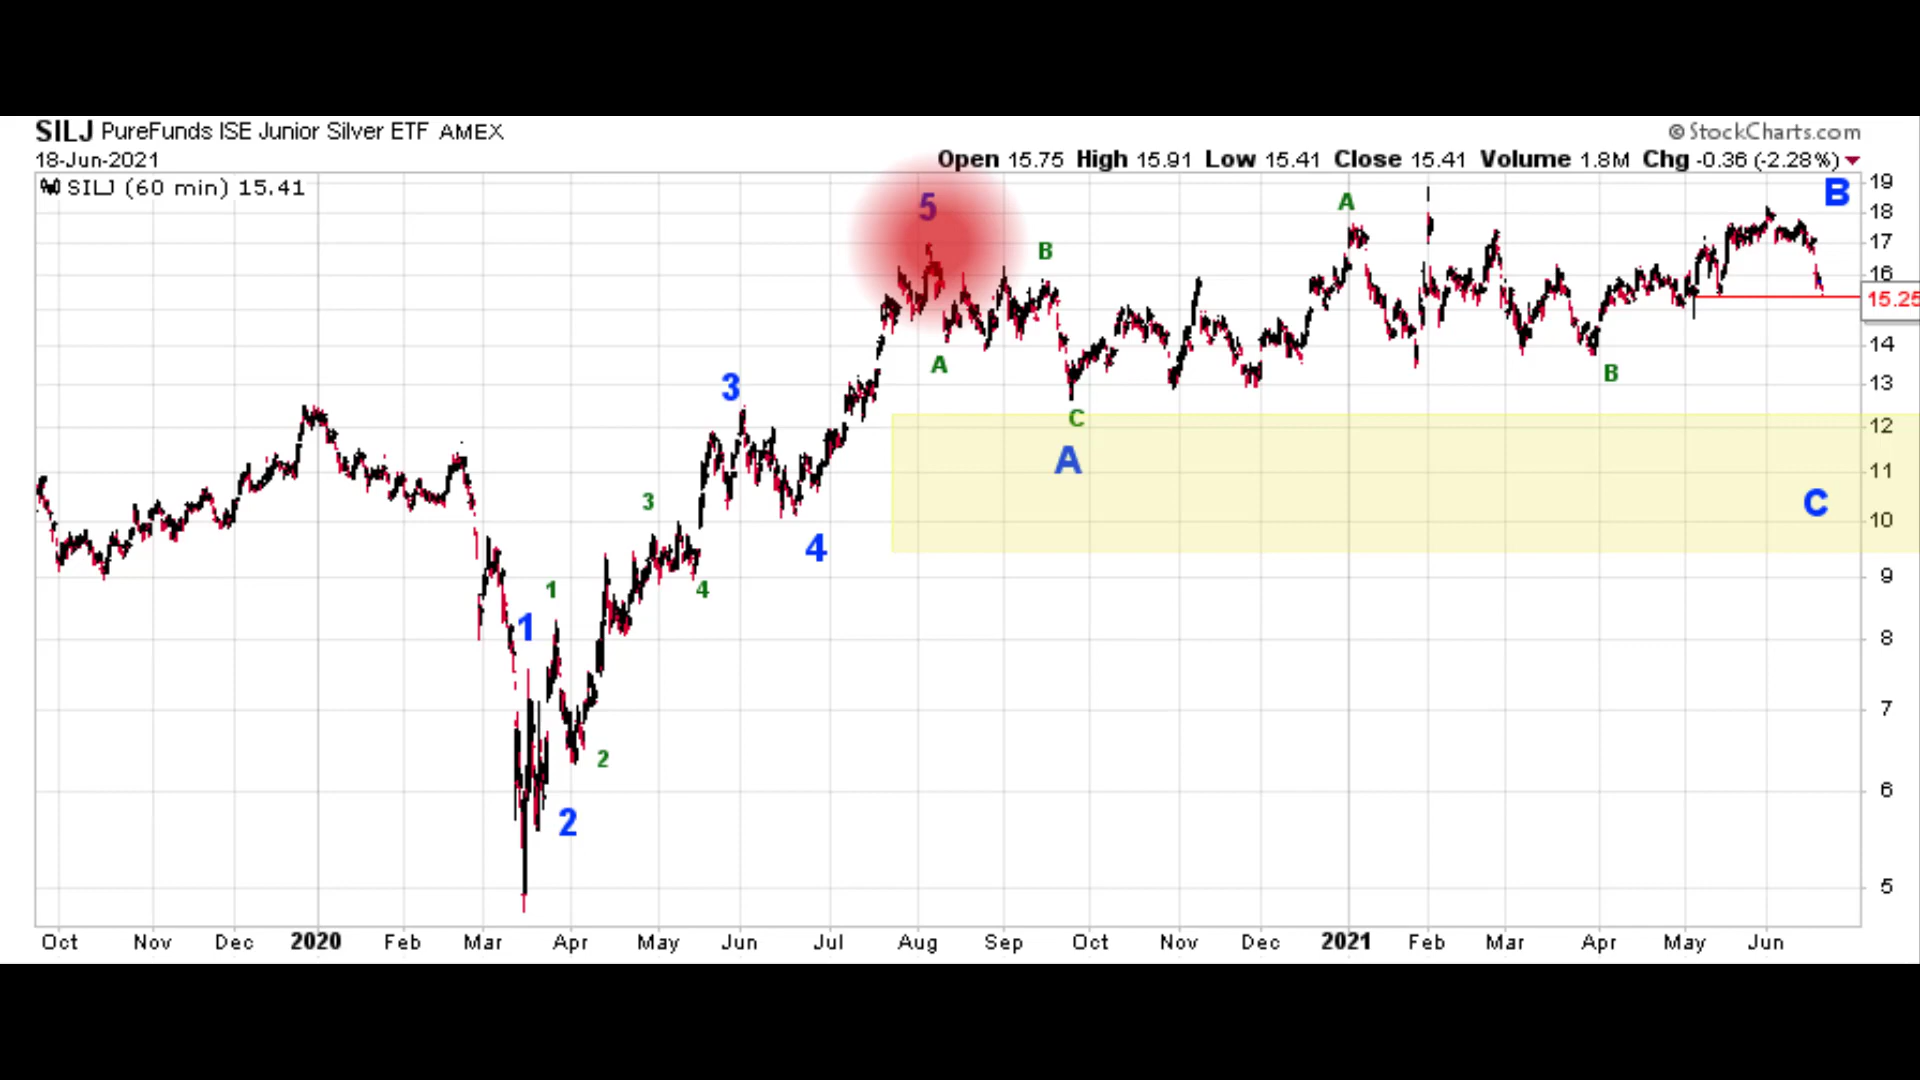 SILJ PureFunds ISE Junior Silver ETF AMEX © StockCharts.com
18-Jun-2021 Open 15.75 High 15.91 Low 15.41 Close 15.41 Volume 1.8M Chg -0.36 (-2.28%)
SILJ (60 min) 15.41
19
B
5
A
18
17
B
16
15.25
14
A
B
3
13
C
12
A
11
3
C
10
4
9
1
4
1
8
7
2
6
2
5
Oct Nov Dec 2020 Feb Mar Apr May Jun Jul Aug Sep Oct Nov Dec 2021 Feb Mar Apr May Jun